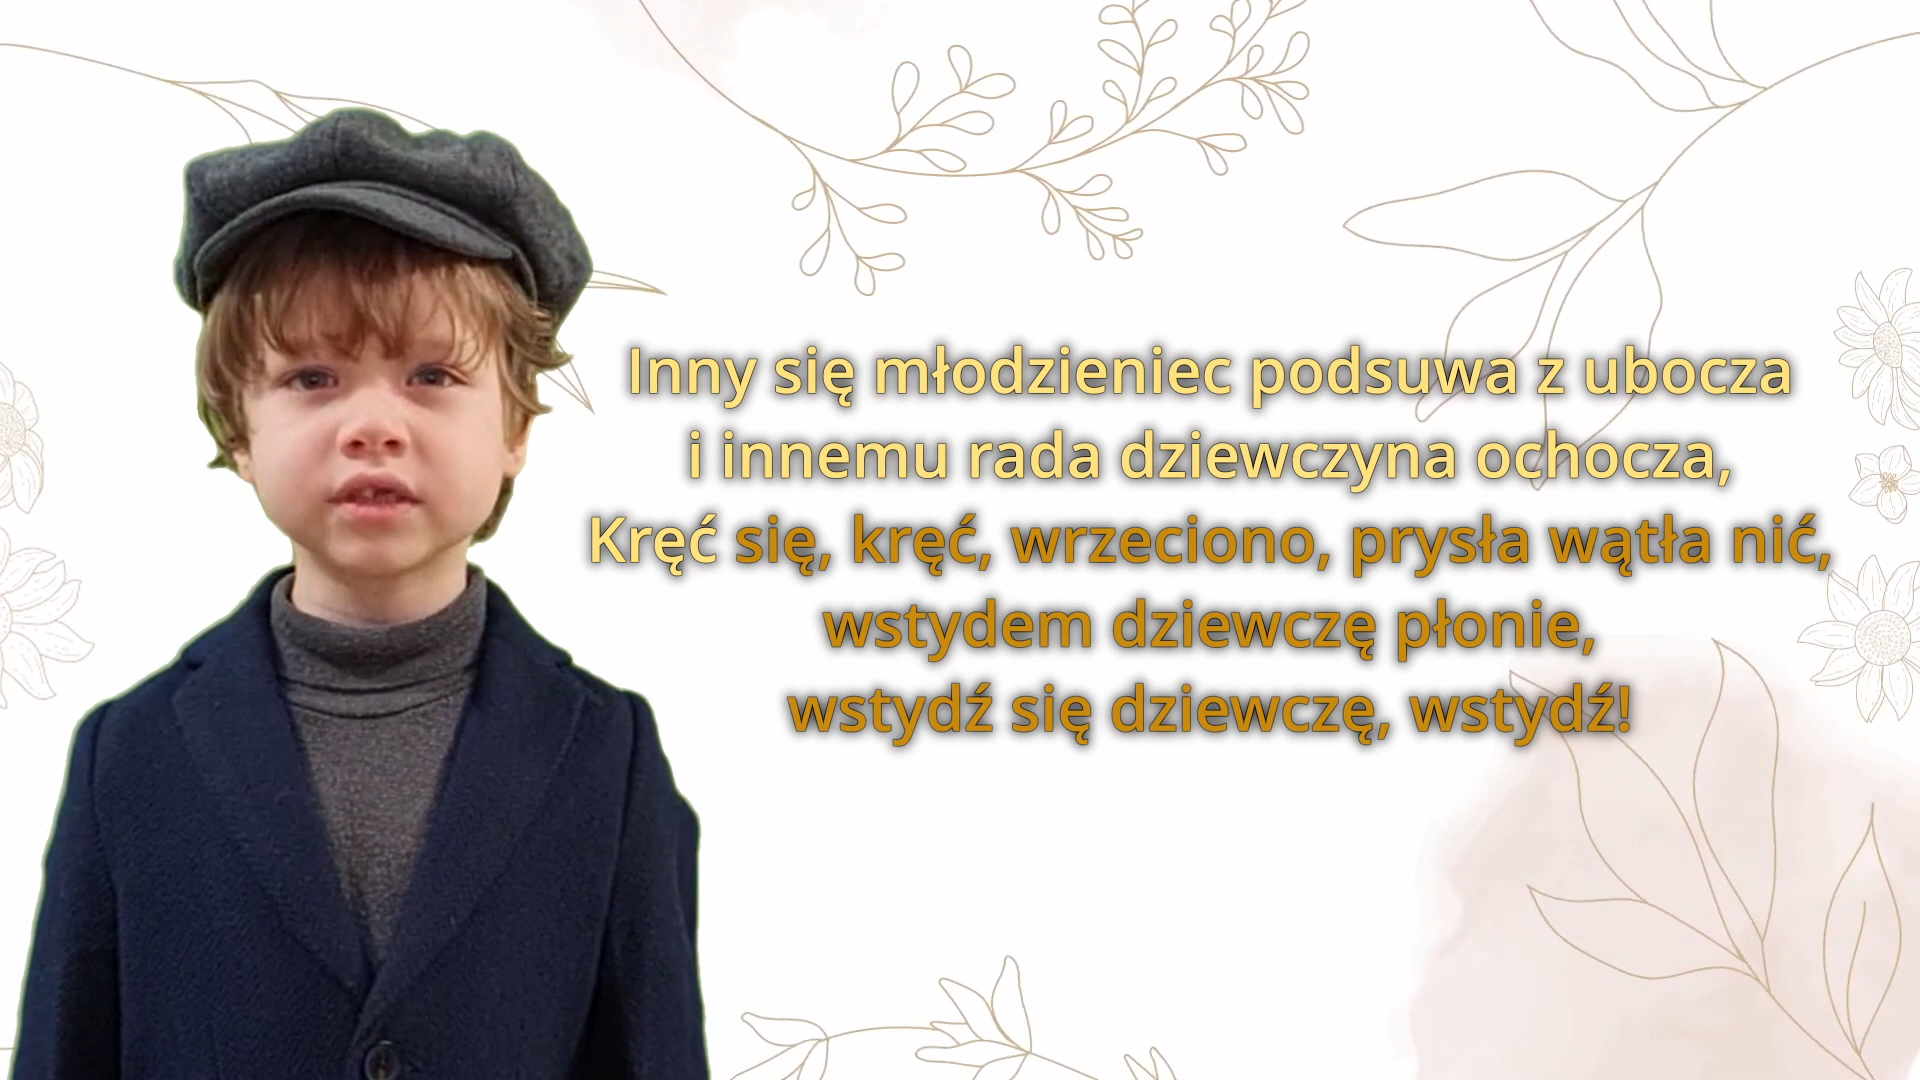 Inny się młodzieniec podsuwa z ubocza
i innemu rada dziewczyna ochocza,
Kręć się, kręć, wrzeciono, prysła wątła nić,
wstydem dziewczę płonie,
wstydź się dziewczę, wstydź!